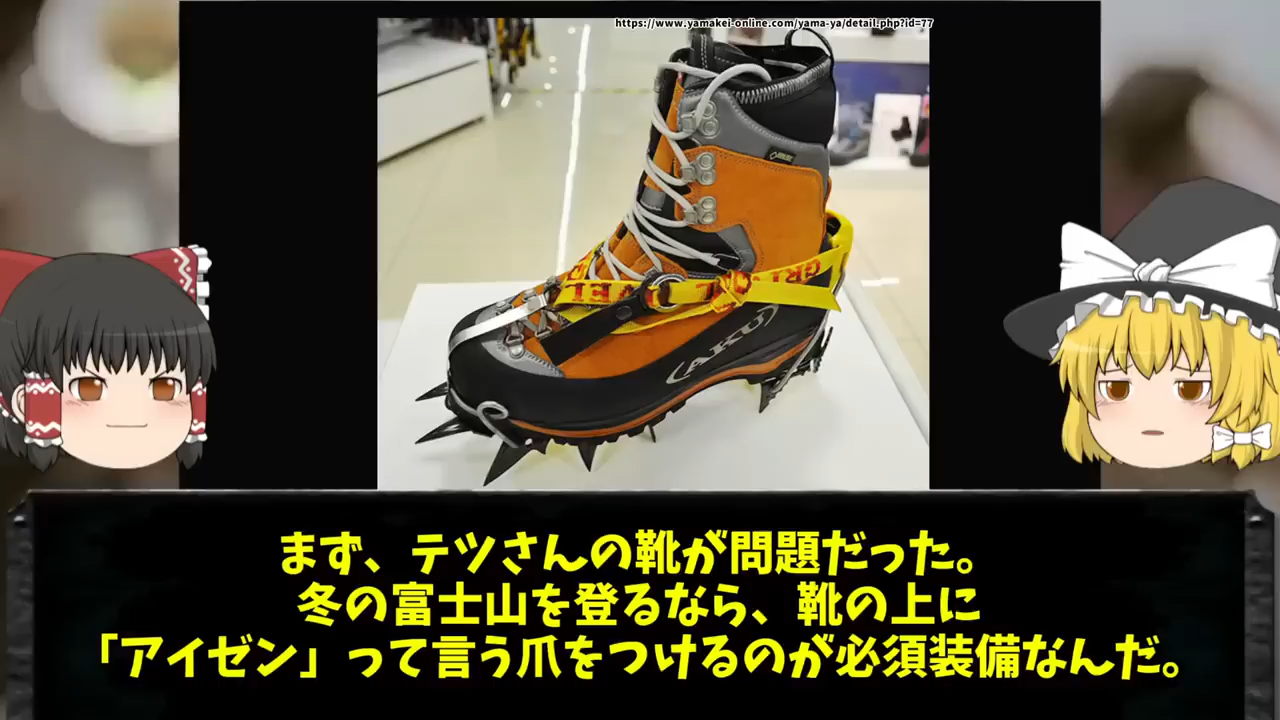 https://www.yamakei-online.com/yama-ya/detail.php?id=77
AKU
まず、テツさんの靴が問題だった。
冬の富士山を登るなら、靴の上に
「アイゼン」って言う爪をつけるのが必須装備なんだ。